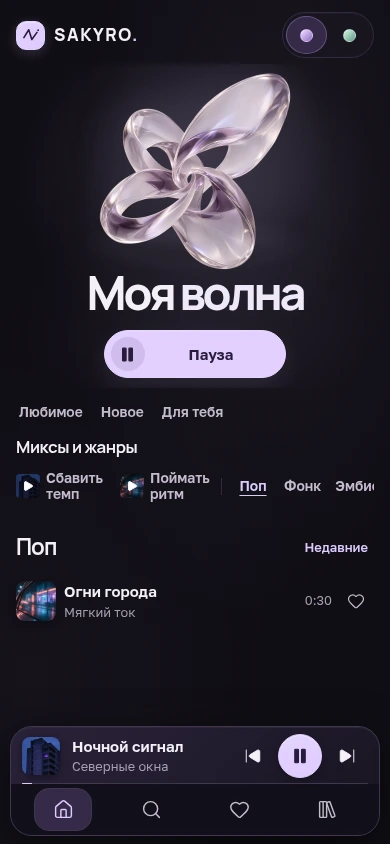 SAKYRO.
Моя волна
Пауза
Любимое Новое Для тебя
Миксы и жанры
Сбавить темп
Поймать ритм
Поп Фонк
Поп Недавние
Огни города
Мягкий ток
0:30
Ночной сигнал
Северные окна